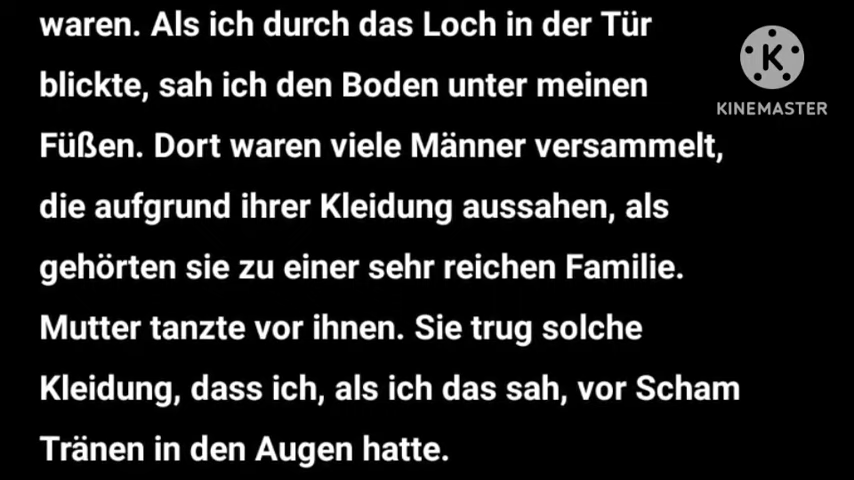 waren. Als ich durch das Loch in der Tür
blickte, sah ich den Boden unter meinen
Füßen. Dort waren viele Männer versammelt,
die aufgrund ihrer Kleidung aussahen, als
gehörten sie zu einer sehr reichen Familie.
Mutter tanzte vor ihnen. Sie trug solche
Kleidung, dass ich, als ich das sah, vor Scham
Tränen in den Augen hatte.
K
KINEMASTER